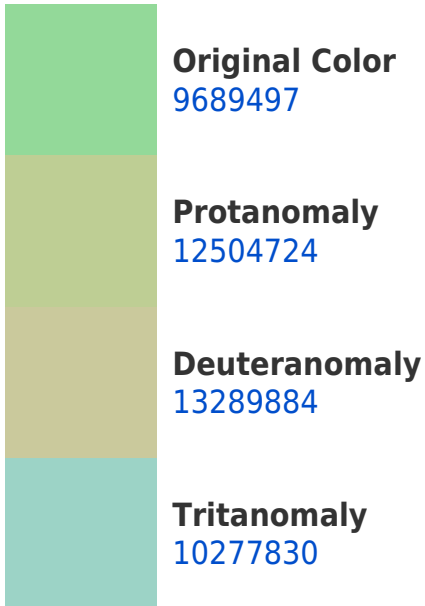 Original Color
9689497
Protanomaly
12504724
Deuteranomaly
13289884
Tritanomaly
10277830